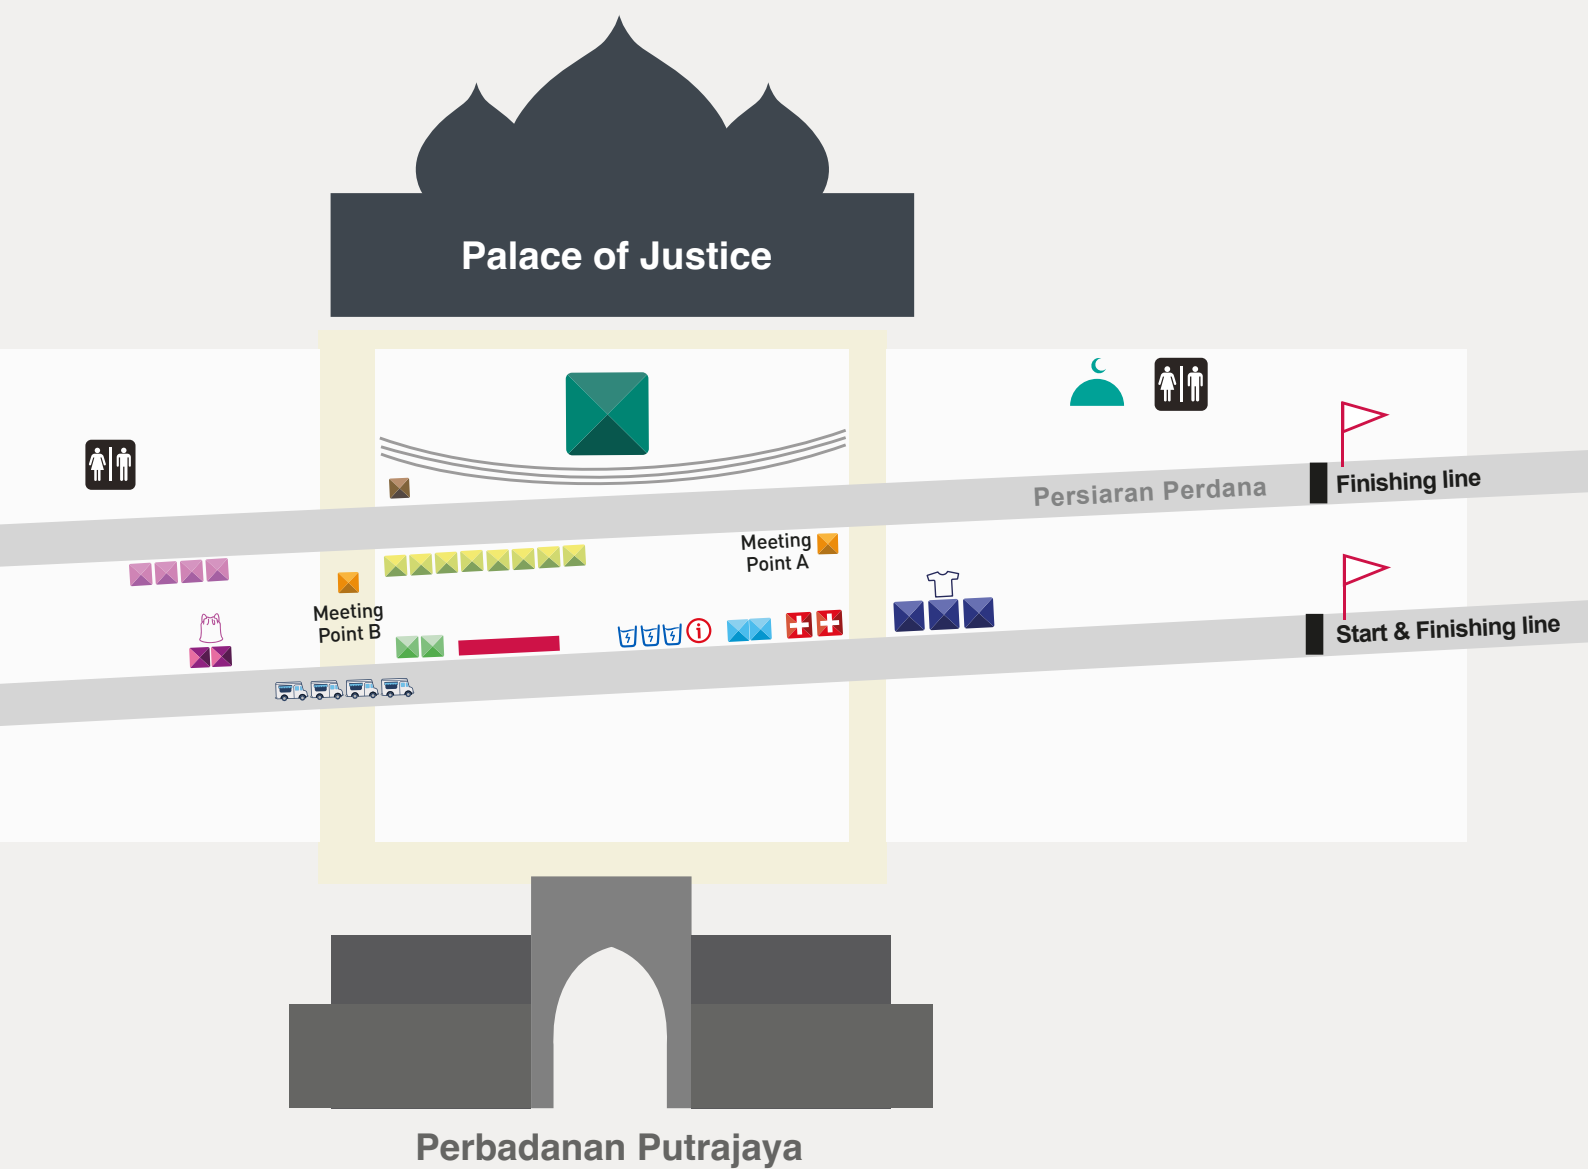 Palace of Justice
Persiaran Perdana
Finishing line
Meeting
Point A
Meeting
Point B
i
Start & Finishing line
Perbadanan Putrajaya